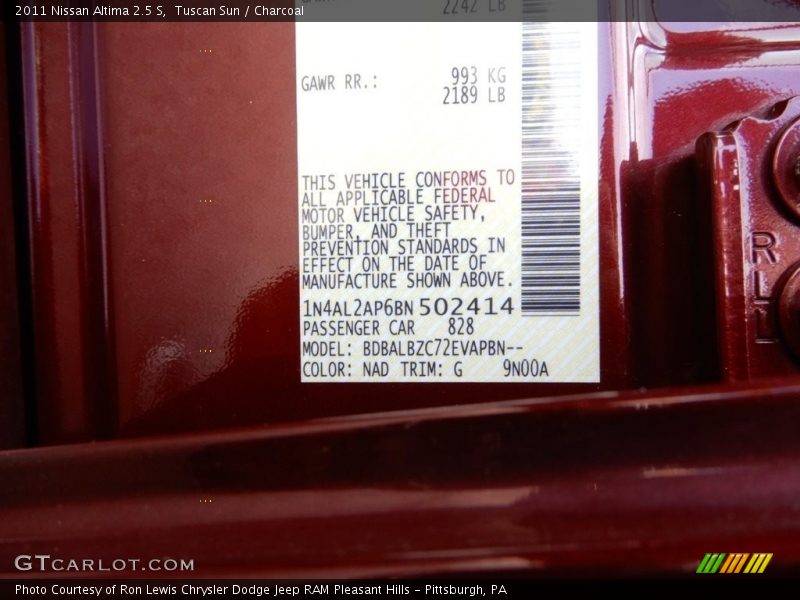 2011 Nissan Altima 2.5 S,  Tuscan Sun / Charcoal
2242 LB
GAWR RR.: 993 KG
2189 LB
THIS VEHICLE CONFORMS TO
ALL APPLICABLE FEDERAL
MOTOR VEHICLE SAFETY,
BUMPER, AND THEFT
PREVENTION STANDARDS IN
EFFECT ON THE DATE OF
MANUFACTURE SHOWN ABOVE.
1N4AL2AP6BN 502414
PASSENGER CAR 828
MODEL: BDBALBZC72EVAPBN--
COLOR: NAD TRIM: G 9N00A
RLL
GTCARLOT.COM
Photo Courtesy of Ron Lewis Chrysler Dodge Jeep RAM Pleasant Hills - Pittsburgh, PA